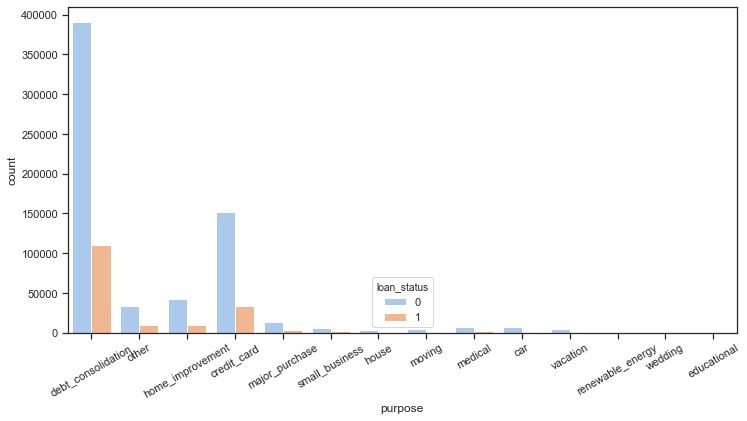 400000
350000
300000
250000
200000
150000
100000
50000
0
count
loan_status
0
1
debt_consolidation
other
home_improvement
credit_card
major_purchase
small_business
house
moving
medical
car
vacation
renewable_energy
wedding
educational
purpose